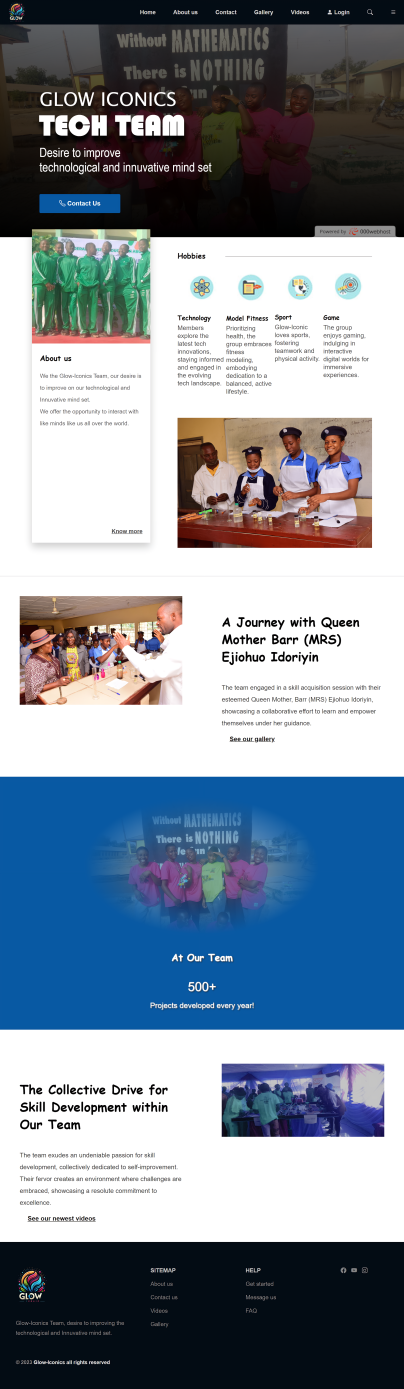 GLOW
Home About us Contact Gallery Videos Login
Without MATHEMATICS
There is NOTHING
GLOW ICONICS
TECH TEAM
Desire to improve
technological and innuvative mind set
Contact Us
Powered by 000webhost
Hobbies
Technology
Members
explore the
latest tech
innovations,
staying informed
and engaged in
the evolving
tech landscape.
Model Fitness
Prioritizing
health, the
group embraces
fitness
modeling,
embodying
dedication to a
balanced, active
lifestyle.
Sport
Glow-Iconic
loves sports,
fostering
teamwork and
physical activity.
Game
The group
enjoys gaming,
indulging in
interactive
digital worlds for
immersive
experiences.
About us
We the Glow-Iconics Team, our desire is
to improve on our technological and
Innuvative mind set.
We offer the opportunity to interact with
like minds like us all over the world.
Know more
A Journey with Queen
Mother Barr (MRS)
Ejiohuo Idoriyin
The team engaged in a skill acquisition session with their
esteemed Queen Mother, Barr (MRS) Ejiohuo Idoriyin,
showcasing a collaborative effort to learn and empower
themselves under her guidance.
See our gallery
Without MATHEMATICS
There is NOTHING
At Our Team
500+
Projects developed every year!
The Collective Drive for
Skill Development within
Our Team
The team exudes an undeniable passion for skill
development, collectively dedicated to self-improvement.
Their fervor creates an environment where challenges are
embraced, showcasing a resolute commitment to
excellence.
See our newest videos
GLOW
Glow-Iconics Team, desire to improving the
technological and Innuvative mind set.
SITEMAP
About us
Contact us
Videos
Gallery
HELP
Get started
Message us
FAQ
© 2023 Glow-Iconics all rights reserved